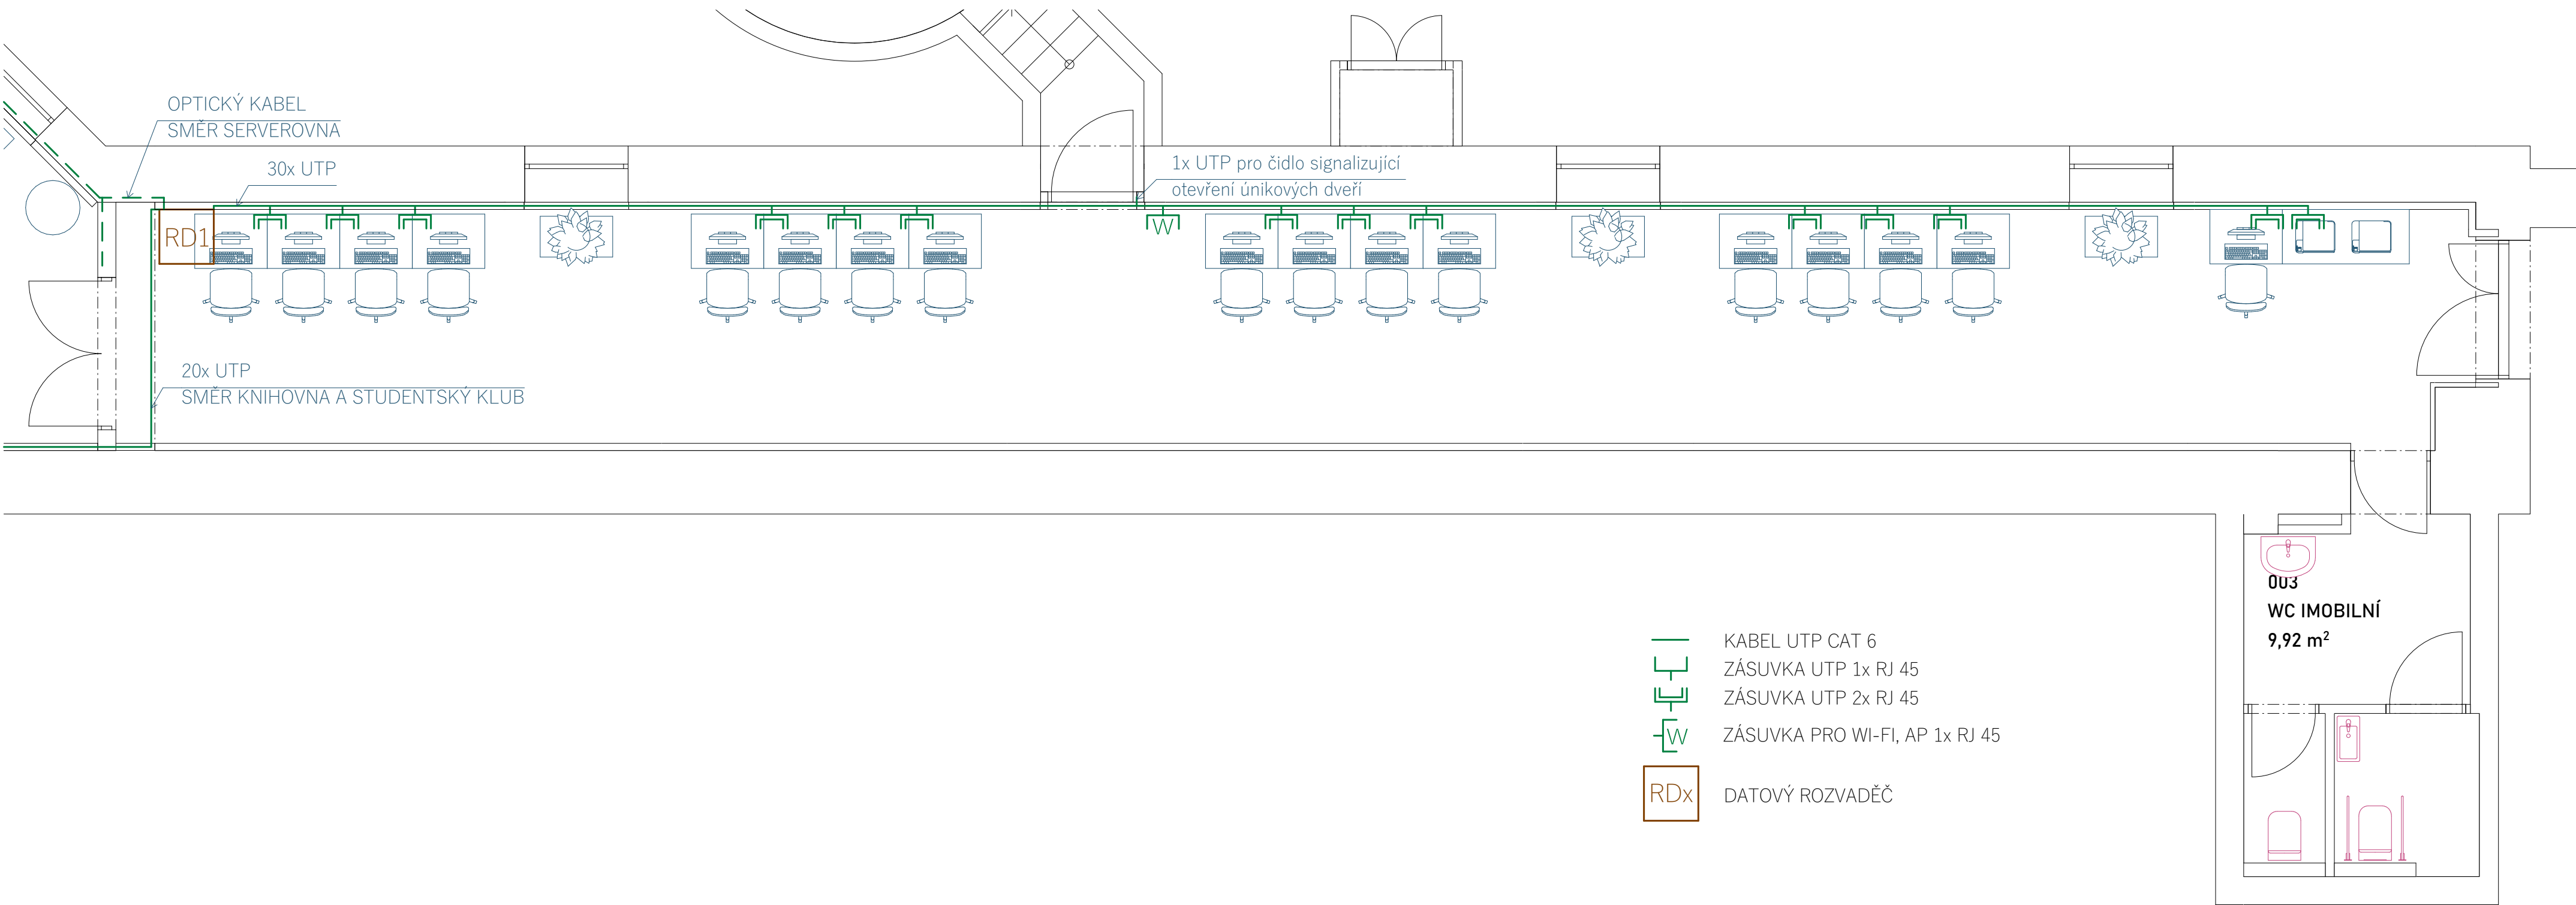 OPTICKÝ KABEL
SMĚR SERVEROVNA
30x UTP
1x UTP pro čidlo signalizující
otevření únikových dveří
RD1
W
20x UTP
SMĚR KNIHOVNA A STUDENTSKÝ KLUB
003
WC IMOBILNÍ
9,92 m²
KABEL UTP CAT 6
ZÁSUVKA UTP 1x RJ 45
ZÁSUVKA UTP 2x RJ 45
W ZÁSUVKA PRO WI-FI, AP 1x RJ 45
RDx DATOVÝ ROZVADĚČ